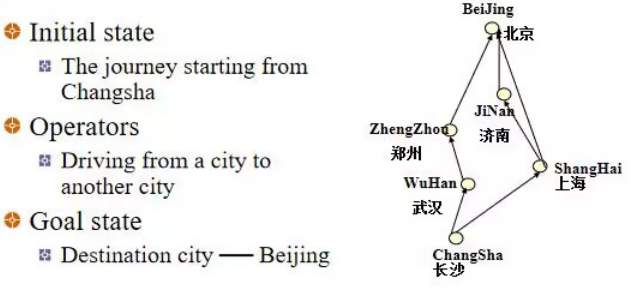 Initial state
The journey starting from
Changsha
Operators
Driving from a city to
another city
Goal state
Destination city — Beijing
BeiJing
北京
JiNan
济南
ZhengZhou
郑州
ShangHai
上海
WuHan
武汉
ChangSha
长沙